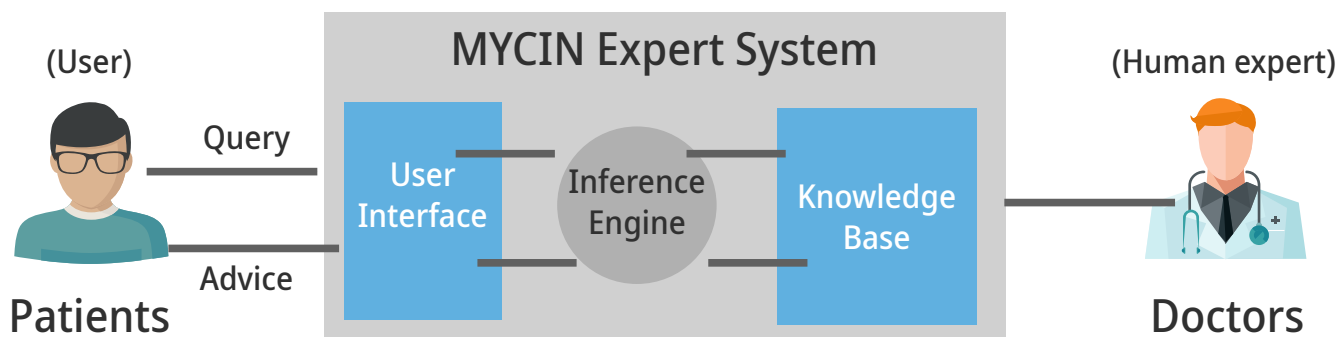 MYCIN Expert System
(User)
(Human expert)
Query
User
Interface
Inference
Engine
Knowledge
Base
Advice
Patients
Doctors